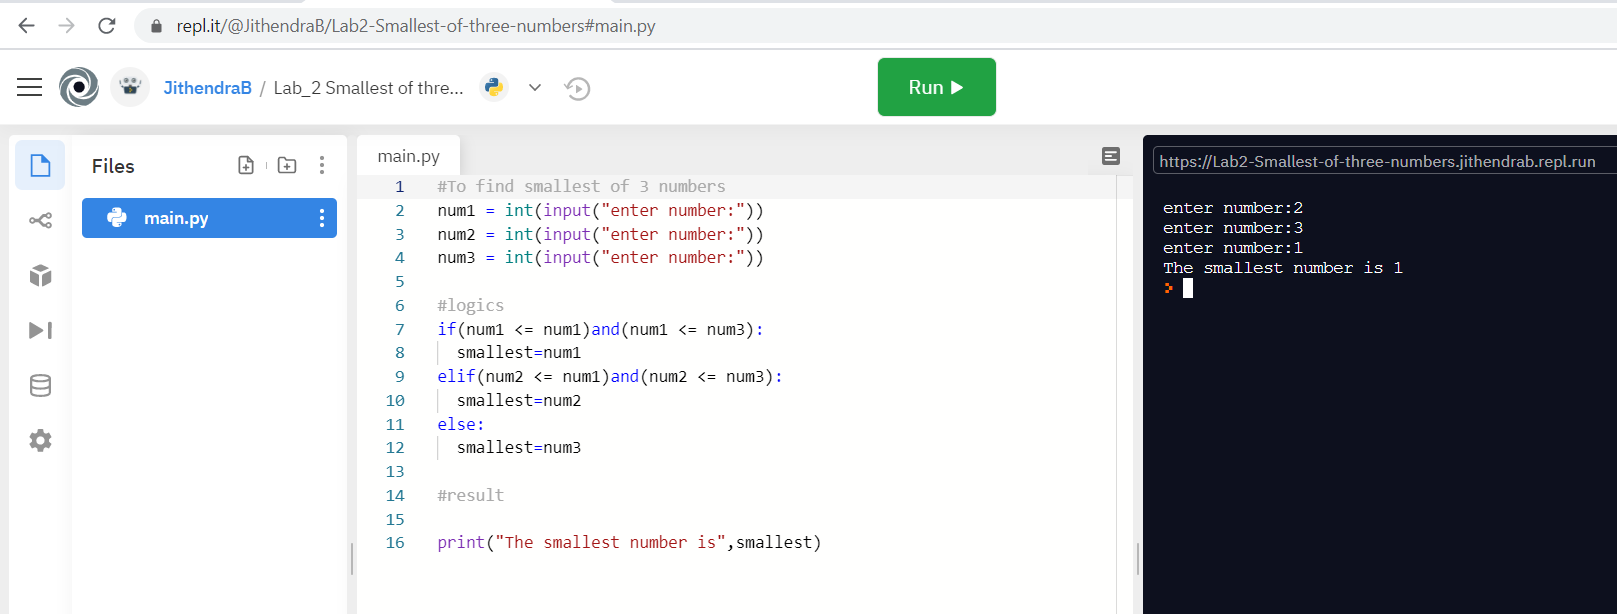 repl.it/@JithendraB/Lab2-Smallest-of-three-numbers#main.py
JithendraB / Lab_2 Smallest of thre...
Run
Files
main.py
main.py
1 #To find smallest of 3 numbers
2 num1 = int(input("enter number:"))
3 num2 = int(input("enter number:"))
4 num3 = int(input("enter number:"))
5
6 #logics
7 if(num1 <= num1)and(num1 <= num3):
8 smallest=num1
9 elif(num2 <= num1)and(num2 <= num3):
10 smallest=num2
11 else:
12 smallest=num3
13
14 #result
15
16 print("The smallest number is",smallest)
https://Lab2-Smallest-of-three-numbers.jithendrab.repl.run
enter number:2
enter number:3
enter number:1
The smallest number is 1
>